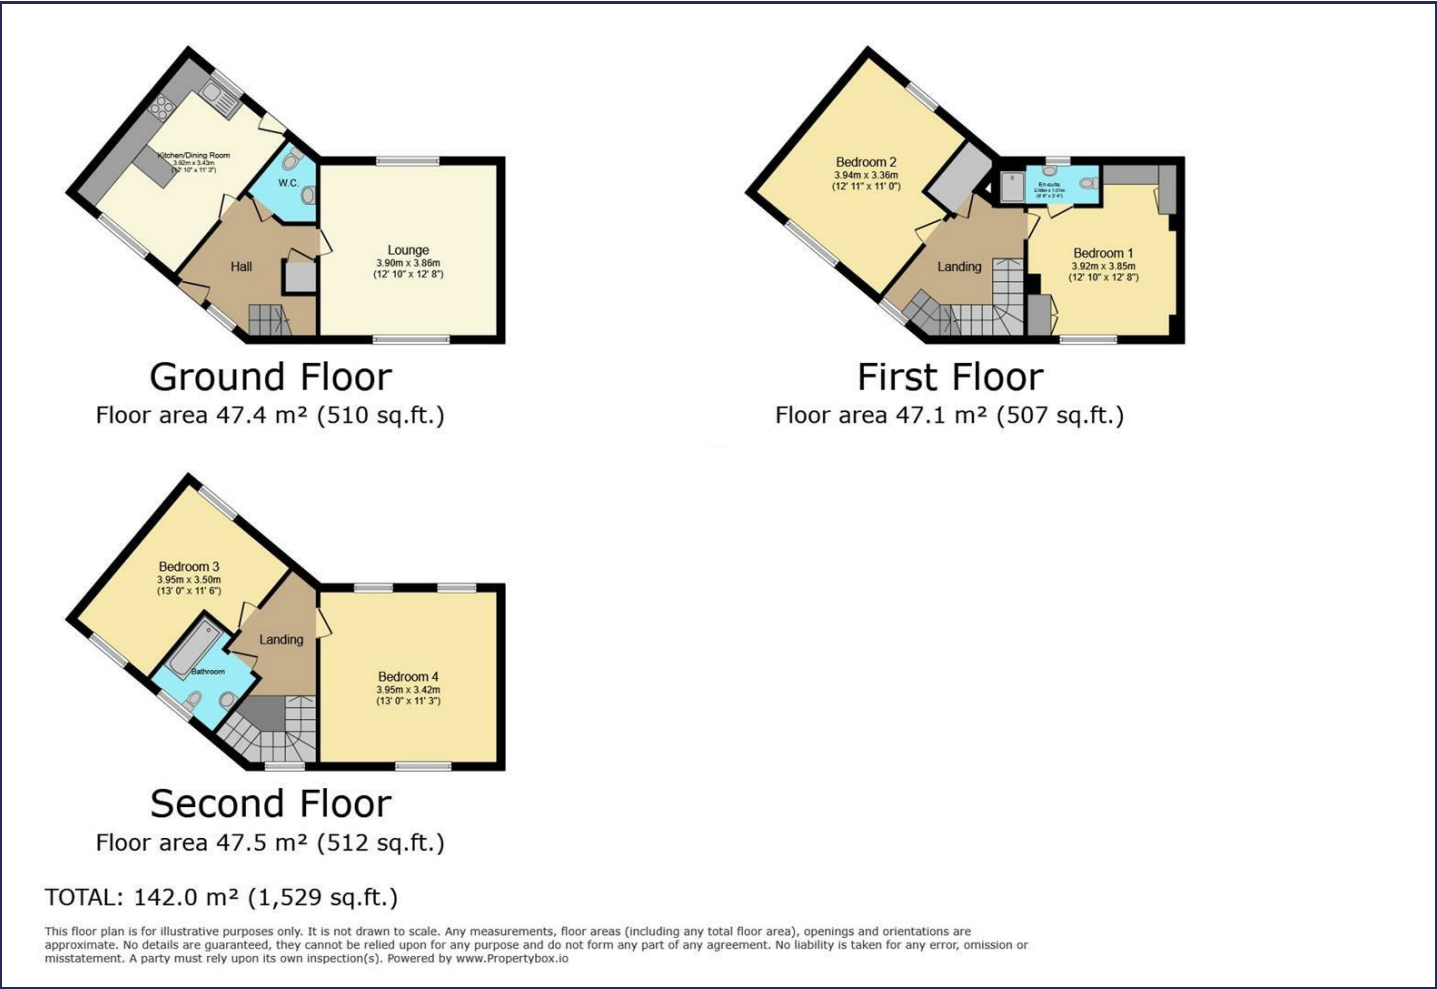 Kitchen/Dining Room
3.92m x 3.43m
(12' 10" x 11' 3")
W.C.
Hall
Lounge
3.90m x 3.86m
(12' 10" x 12' 8")
Ground Floor
Floor area 47.4 m² (510 sq.ft.)
Bedroom 2
3.94m x 3.36m
(12' 11" x 11' 0")
En-suite
Landing
Bedroom 1
3.92m x 3.85m
(12' 10" x 12' 8")
First Floor
Floor area 47.1 m² (507 sq.ft.)
Bedroom 3
3.95m x 3.50m
(13' 0" x 11' 6")
Landing
Bathroom
Bedroom 4
3.95m x 3.42m
(13' 0" x 11' 3")
Second Floor
Floor area 47.5 m² (512 sq.ft.)
TOTAL: 142.0 m² (1,529 sq.ft.)
This floor plan is for illustrative purposes only. It is not drawn to scale. Any measurements, floor areas (including any total floor area), openings and orientations are
approximate. No details are guaranteed, they cannot be relied upon for any purpose and do not form any part of any agreement. No liability is taken for any error, omission or
misstatement. A party must rely upon its own inspection(s). Powered by www.Propertybox.io